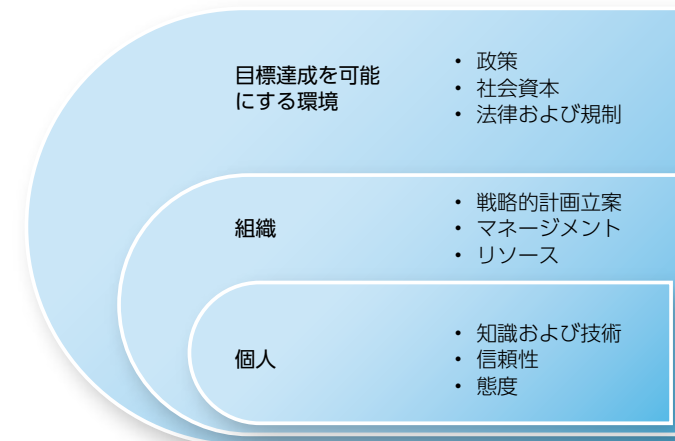 目標達成を可能
にする環境
• 政策
• 社会資本
• 法律および規制
組織
• 戦略的計画立案
• マネージメント
• リソース
個人
• 知識および技術
• 信頼性
• 態度